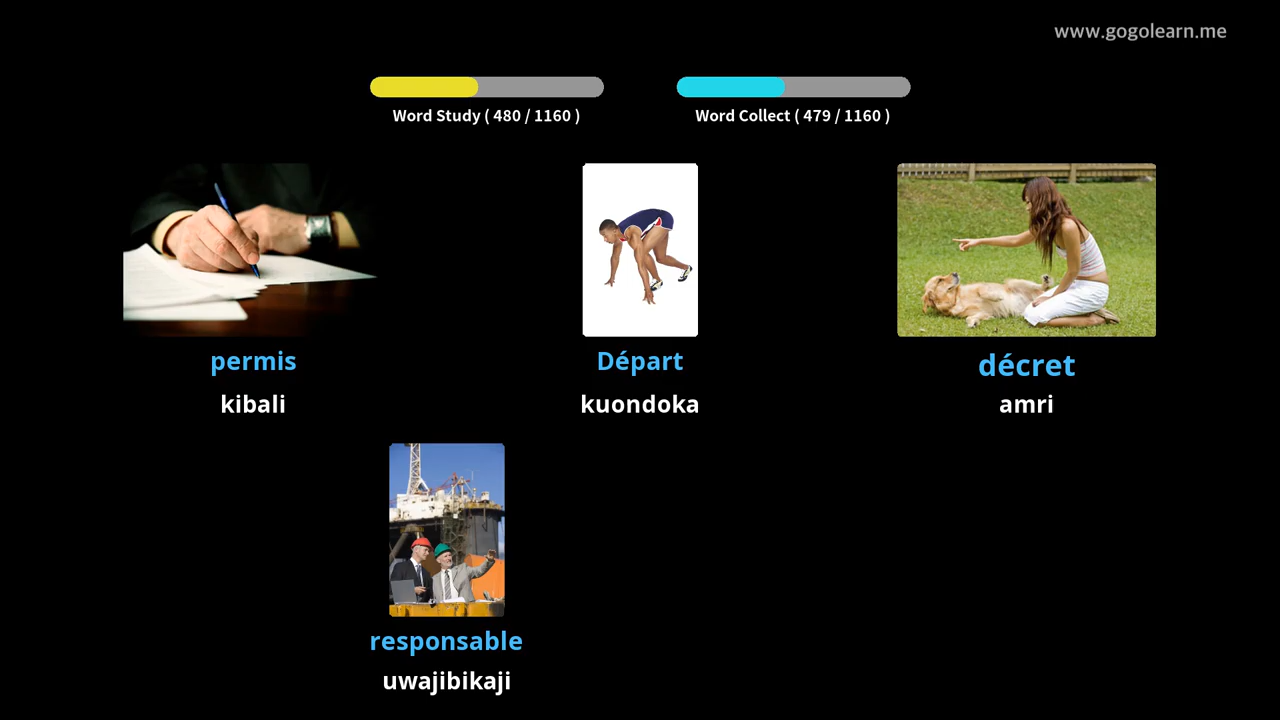 www.gogolearn.me
Word Study ( 480 / 1160 )
Word Collect ( 479 / 1160 )
permis
Départ
décret
kibali
kuondoka
amri
responsable
uwajibikaji